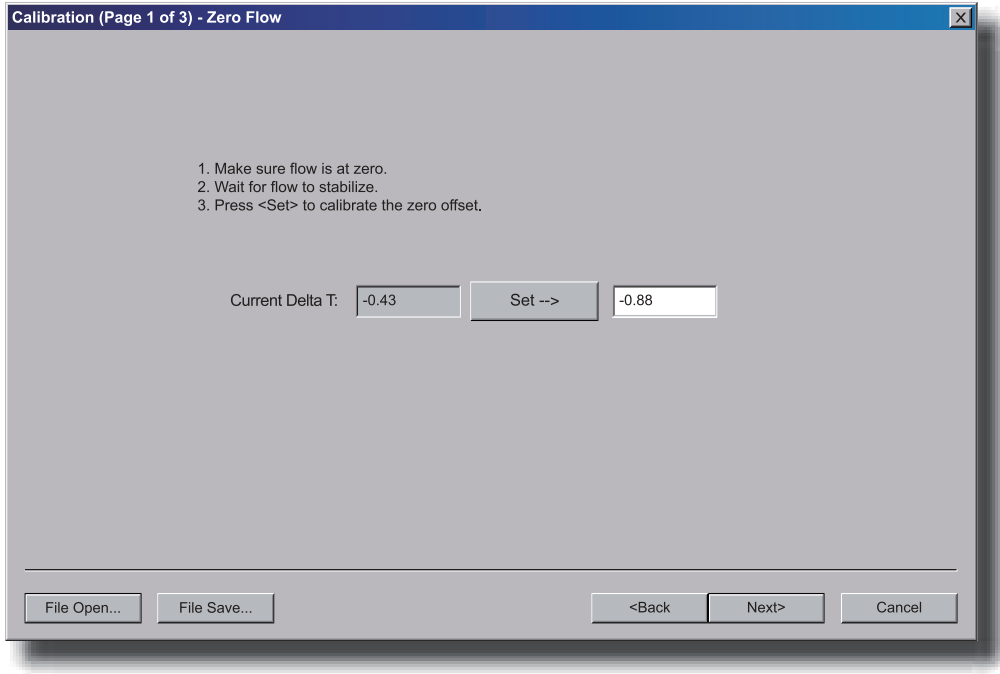 Calibration (Page 1 of 3) - Zero Flow
1. Make sure flow is at zero.
2. Wait for flow to stabilize.
3. Press <Set> to calibrate the zero offset.
Current Delta T: -0.43 Set --> -0.88
File Open... File Save... <Back Next> Cancel